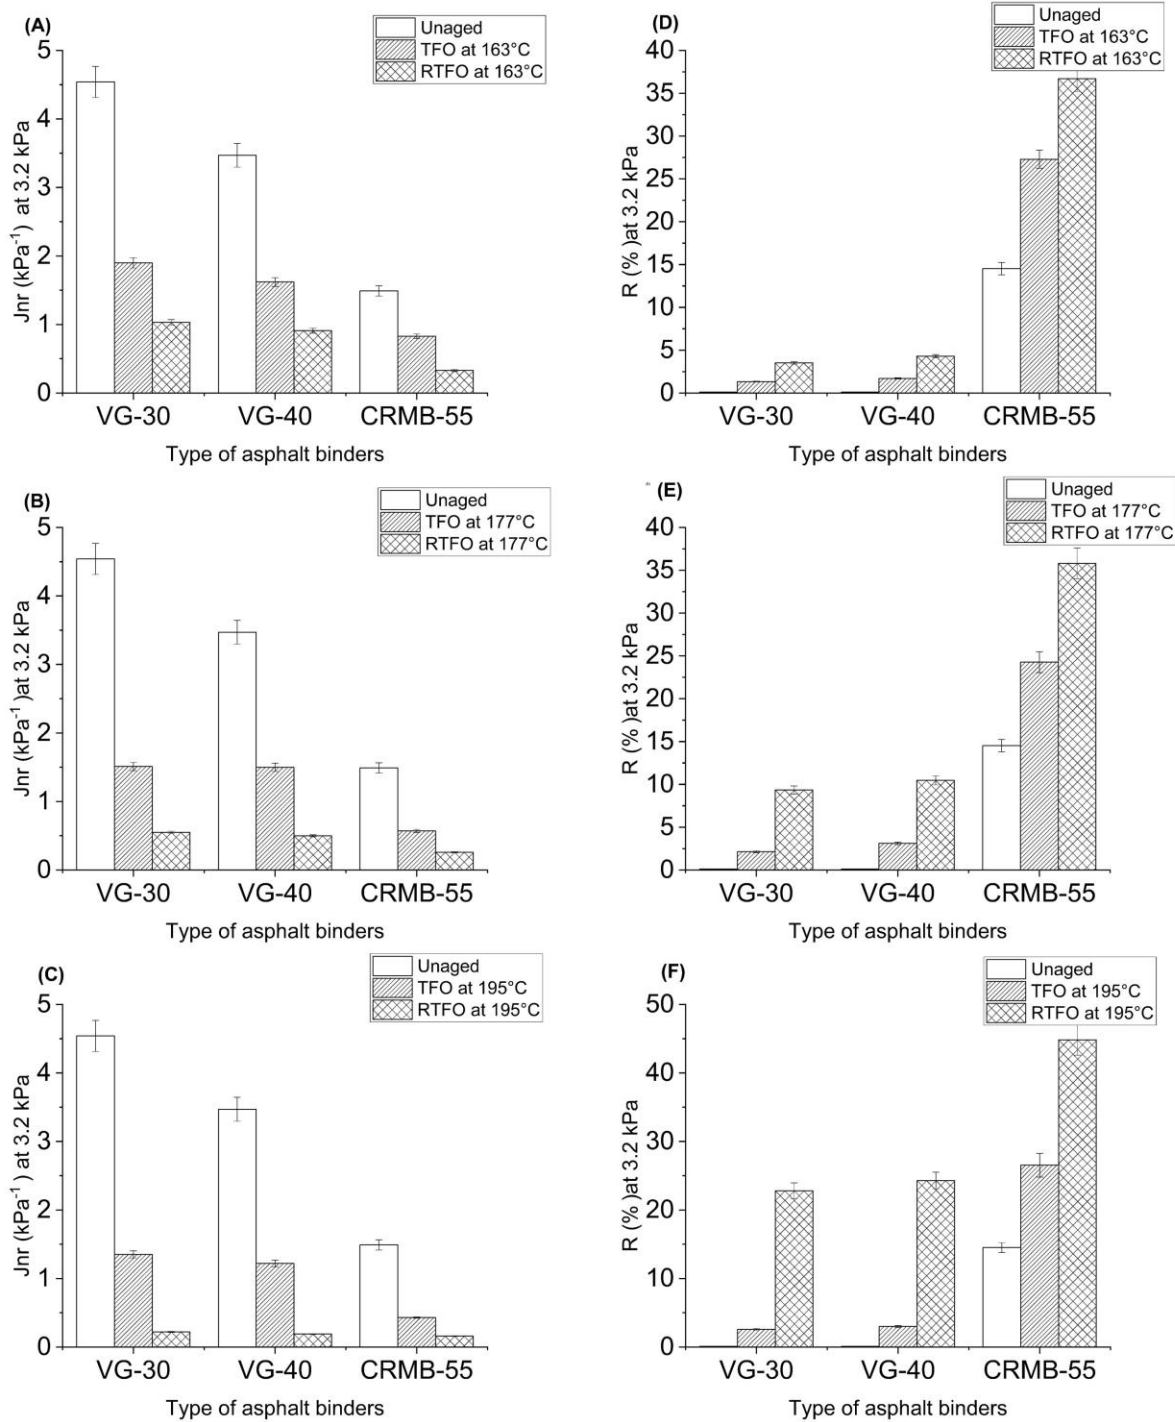 (A)
Unaged
TFO at 163°C
RTFO at 163°C
5
4
3
2
1
0
Jnr (kPa⁻¹) at 3.2 kPa
VG-30 VG-40 CRMB-55
Type of asphalt binders
(D)
Unaged
TFO at 163°C
RTFO at 163°C
40
35
30
25
20
15
10
5
0
R (% )at 3.2 kPa
VG-30 VG-40 CRMB-55
Type of asphalt binders
(B)
Unaged
TFO at 177°C
RTFO at 177°C
5
4
3
2
1
0
Jnr (kPa⁻¹ )at 3.2 kPa
VG-30 VG-40 CRMB-55
Type of asphalt binders
(E)
Unaged
TFO at 177°C
RTFO at 177°C
40
35
30
25
20
15
10
5
0
R (% )at 3.2 kPa
VG-30 VG-40 CRMB-55
Type of asphalt binders
(C)
Unaged
TFO at 195°C
RTFO at 195°C
5
4
3
2
1
0
Jnr (kPa⁻¹ ) at 3.2 kPa
VG-30 VG-40 CRMB-55
Type of asphalt binders
(F)
Unaged
TFO at 195°C
RTFO at 195°C
50
40
30
20
10
0
R (% )at 3.2 kPa
VG-30 VG-40 CRMB-55
Type of asphalt binders